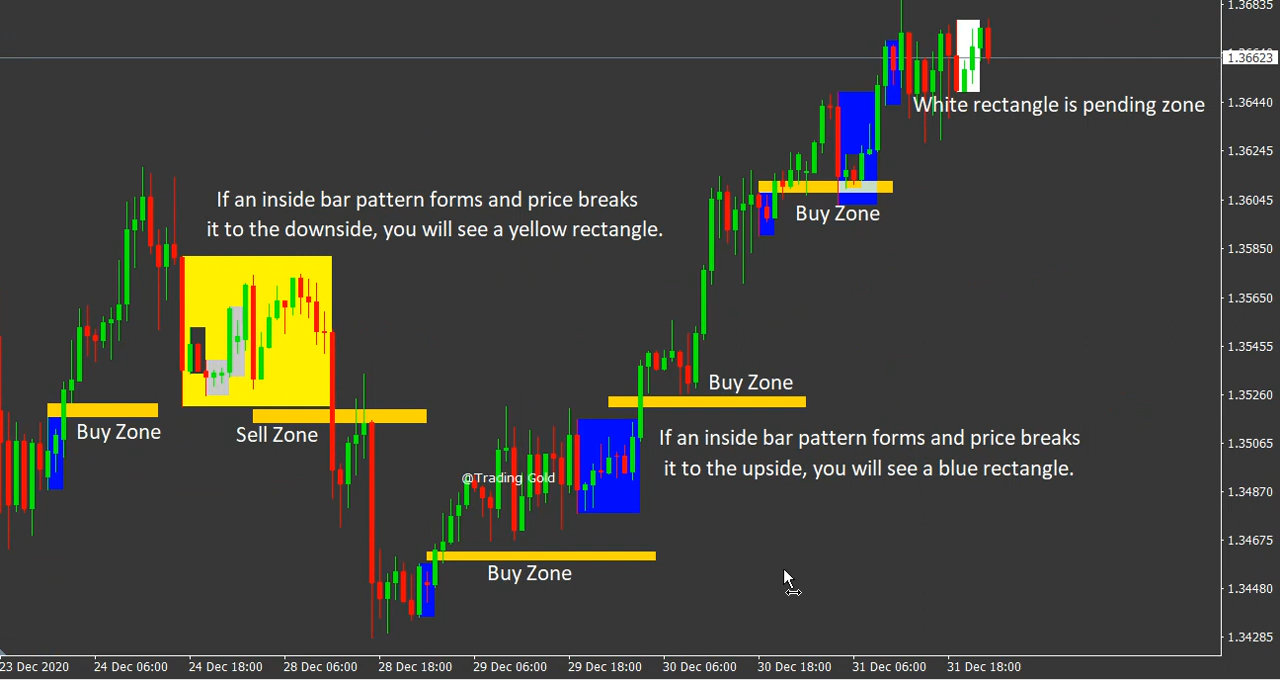 1.36835
1.36623
White rectangle is pending zone
1.36440
1.36245
If an inside bar pattern forms and price breaks
it to the downside, you will see a yellow rectangle.
Buy Zone
1.36045
1.35850
1.35650
1.35455
Buy Zone
1.35260
Buy Zone
Sell Zone
If an inside bar pattern forms and price breaks
it to the upside, you will see a blue rectangle.
1.35065
@Trading Gold
1.34870
1.34675
Buy Zone
1.34480
1.34285
23 Dec 2020
24 Dec 06:00
24 Dec 18:00
28 Dec 06:00
28 Dec 18:00
29 Dec 06:00
29 Dec 18:00
30 Dec 06:00
30 Dec 18:00
31 Dec 06:00
31 Dec 18:00